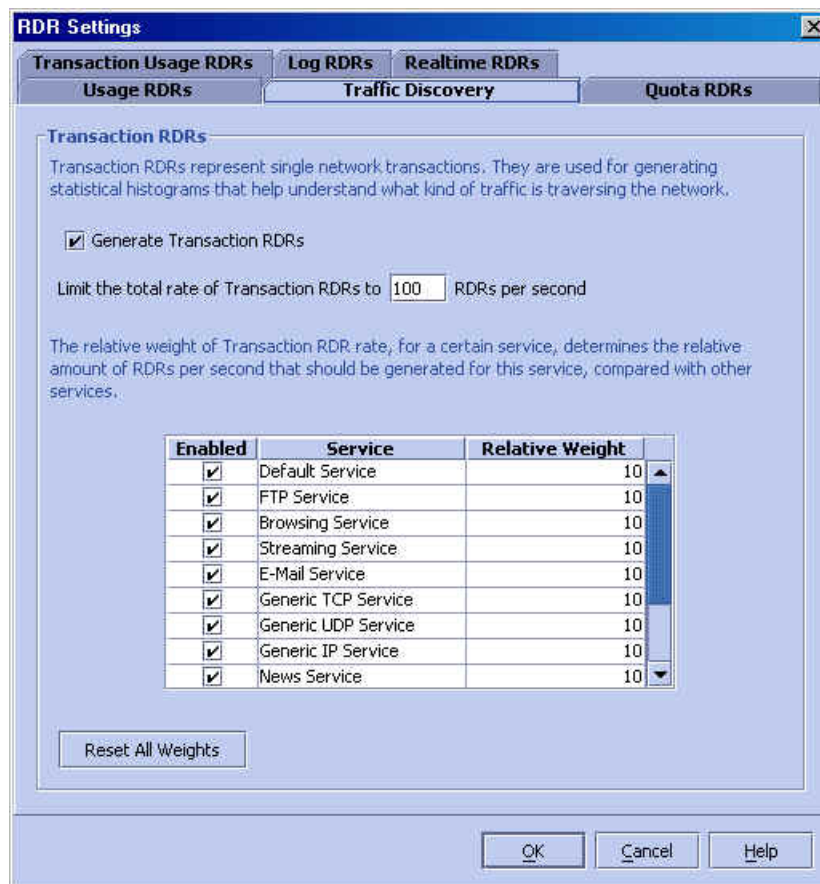 RDR Settings
Transaction Usage RDRs Log RDRs Realtime RDRs
Usage RDRs Traffic Discovery Quota RDRs
Transaction RDRs
Transaction RDRs represent single network transactions. They are used for generating
statistical histograms that help understand what kind of traffic is traversing the network.
Generate Transaction RDRs
Limit the total rate of Transaction RDRs to 100 RDRs per second
The relative weight of Transaction RDR rate, for a certain service, determines the relative
amount of RDRs per second that should be generated for this service, compared with other
services.
Enabled Service Relative Weight
Default Service 10
FTP Service 10
Browsing Service 10
Streaming Service 10
E-Mail Service 10
Generic TCP Service 10
Generic UDP Service 10
Generic IP Service 10
News Service 10
Reset All Weights
OK Cancel Help